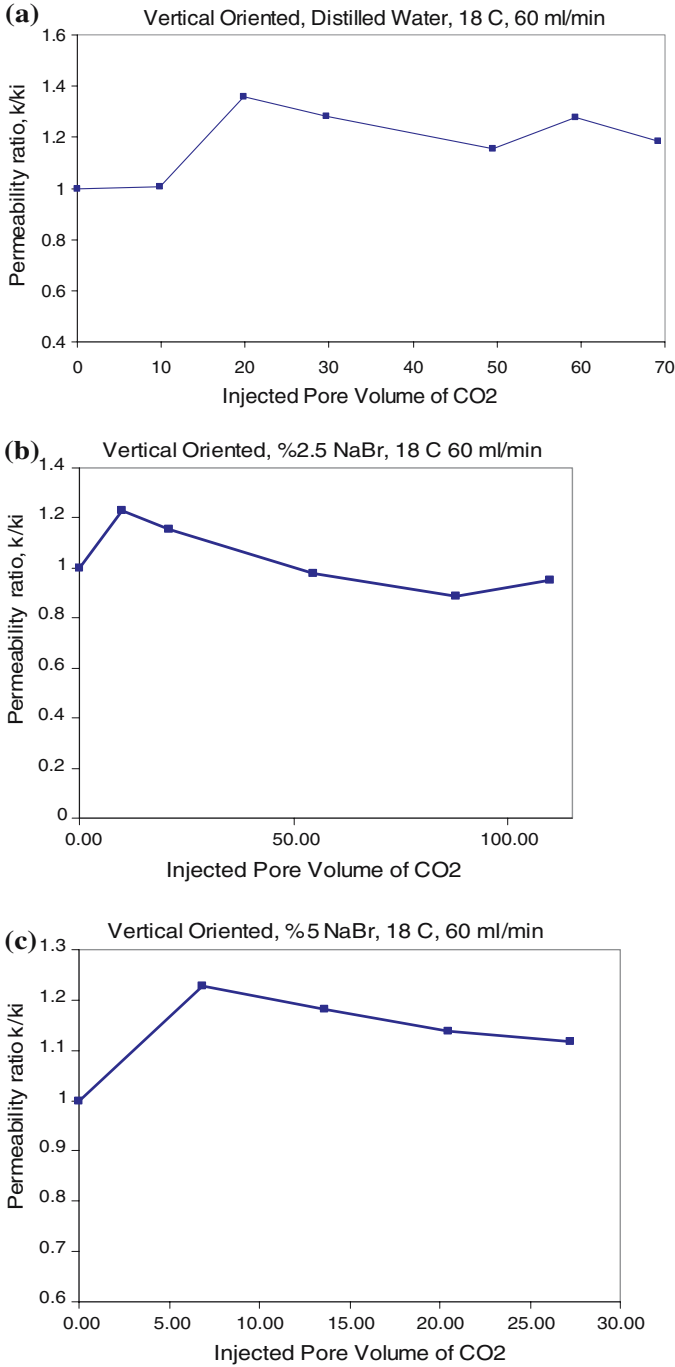 (a)
Vertical Oriented, Distilled Water, 18 C, 60 ml/min
Permeability ratio, k/ki
1.6
1.4
1.2
1
0.8
0.6
0.4
0 10 20 30 40 50 60 70
Injected Pore Volume of CO2
(b)
Vertical Oriented, %2.5 NaBr, 18 C 60 ml/min
Permeability ratio, k/ki
1.4
1.2
1
0.8
0.6
0.4
0.2
0
0.00 50.00 100.00
Injected Pore Volume of CO2
(c)
Vertical Oriented, %5 NaBr, 18 C, 60 ml/min
Permeability ratio k/ki
1.3
1.2
1.1
1
0.9
0.8
0.7
0.6
0.00 5.00 10.00 15.00 20.00 25.00 30.00
Injected Pore Volume of CO2